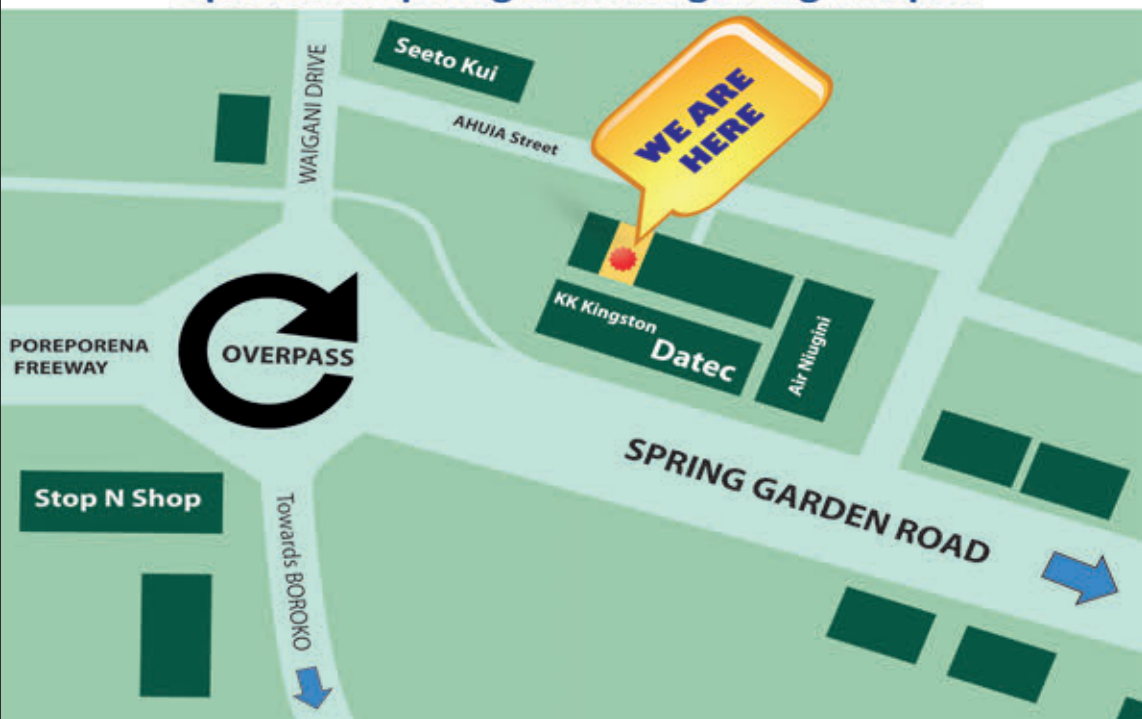 Seeto Kui
WAIGANI DRIVE
AHUIA Street
WE ARE
HERE
POREPORENA
FREEWAY
OVERPASS
KK Kingston
Datec
Air Niugini
SPRING GARDEN ROAD
Stop N Shop
Towards BOROKO